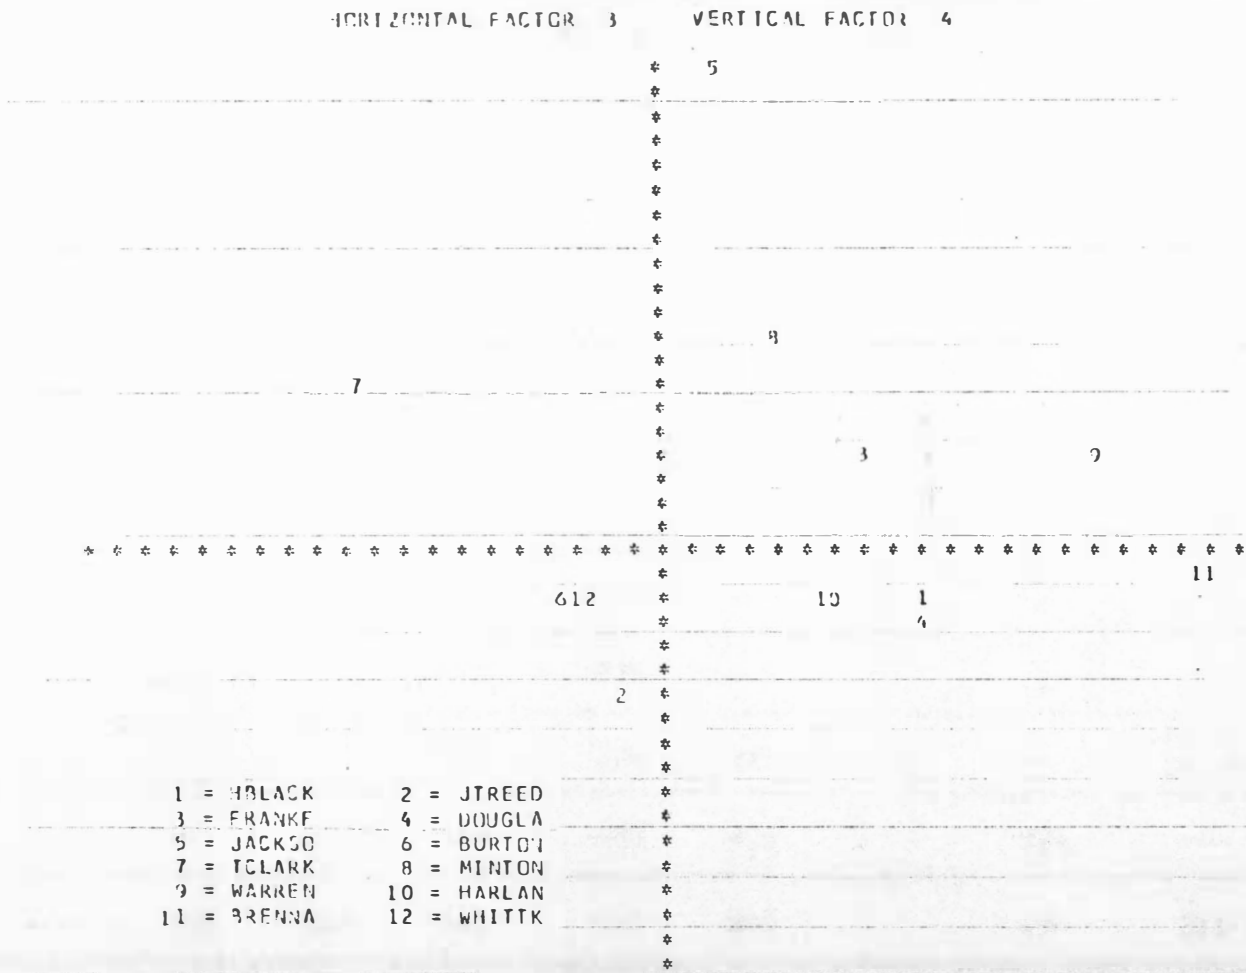 HORIZONTAL FACTOR 3 VERTICAL FACTOR 4
5
8
7
3 9
11
612 10 1
4
2
1 = HBLACK 2 = JTREED
3 = FRANKF 4 = DOUGLA
5 = JACKSO 6 = BURTON
7 = TCLARK 8 = MINTON
9 = WARREN 10 = HARLAN
11 = BRENNA 12 = WHITTK